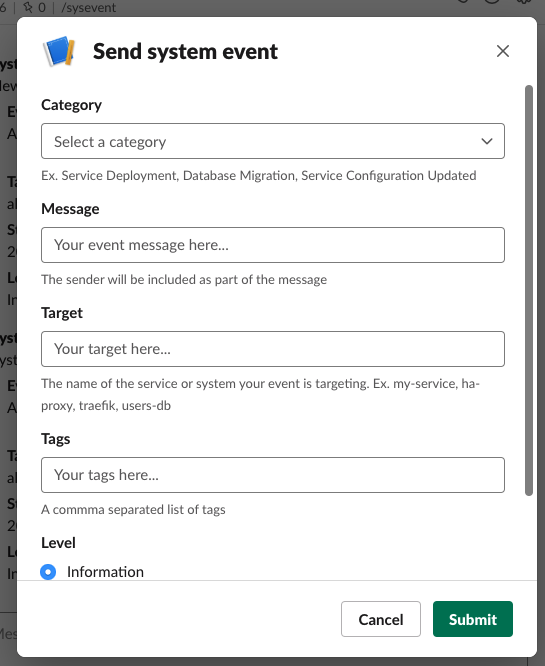 6 | 0 | /sysevent
Send system event
Category
Select a category
Ex. Service Deployment, Database Migration, Service Configuration Updated
Message
Your event message here...
The sender will be included as part of the message
Target
Your target here...
The name of the service or system your event is targeting. Ex. my-service, ha-
proxy, traefik, users-db
Tags
Your tags here...
A commma separated list of tags
Level
Information
Cancel
Submit